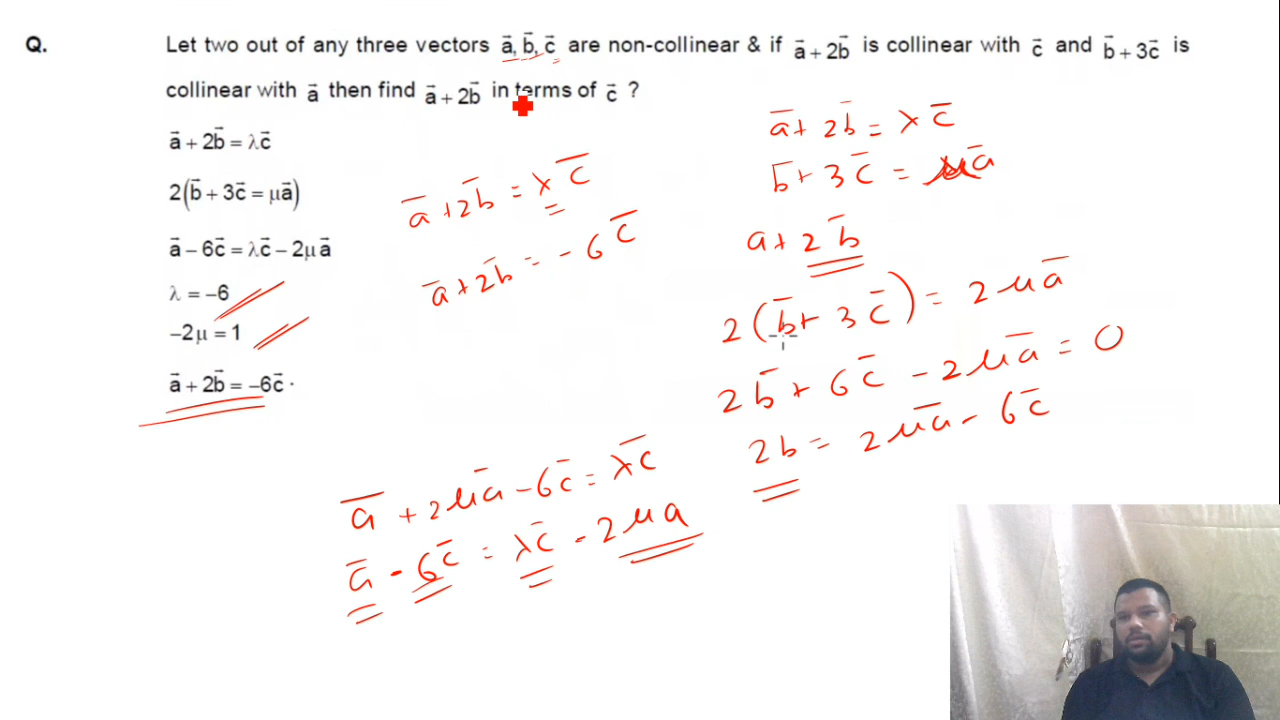 Q. Let two out of any three vectors a⃗, b⃗, c⃗ are non-collinear & if a⃗ + 2b⃗ is collinear with c⃗ and b⃗ + 3c⃗ is
collinear with a⃗ then find a⃗ + 2b⃗ in terms of c⃗ ?
a⃗ + 2b⃗ = λc⃗
2(b⃗ + 3c⃗ = μa⃗)
a⃗ − 6c⃗ = λc⃗ − 2μa⃗
λ = −6
−2μ = 1
a⃗ + 2b⃗ = −6c⃗ .
a̅ + 2b̅ = λc̅
a̅ + 2b̅ = −6c̅
a̅ + 2b̅ = λc̅
b̅ + 3c̅ = μa̅
a + 2b̅
2(b̅ + 3c̅) = 2μa̅
2b̅ + 6c̅ − 2μa̅ = 0
2b = 2μa̅ − 6c̅
a̅ + 2μa̅ − 6c̅ = λc̅
a̅ − 6c̅ = λc̅ − 2μa